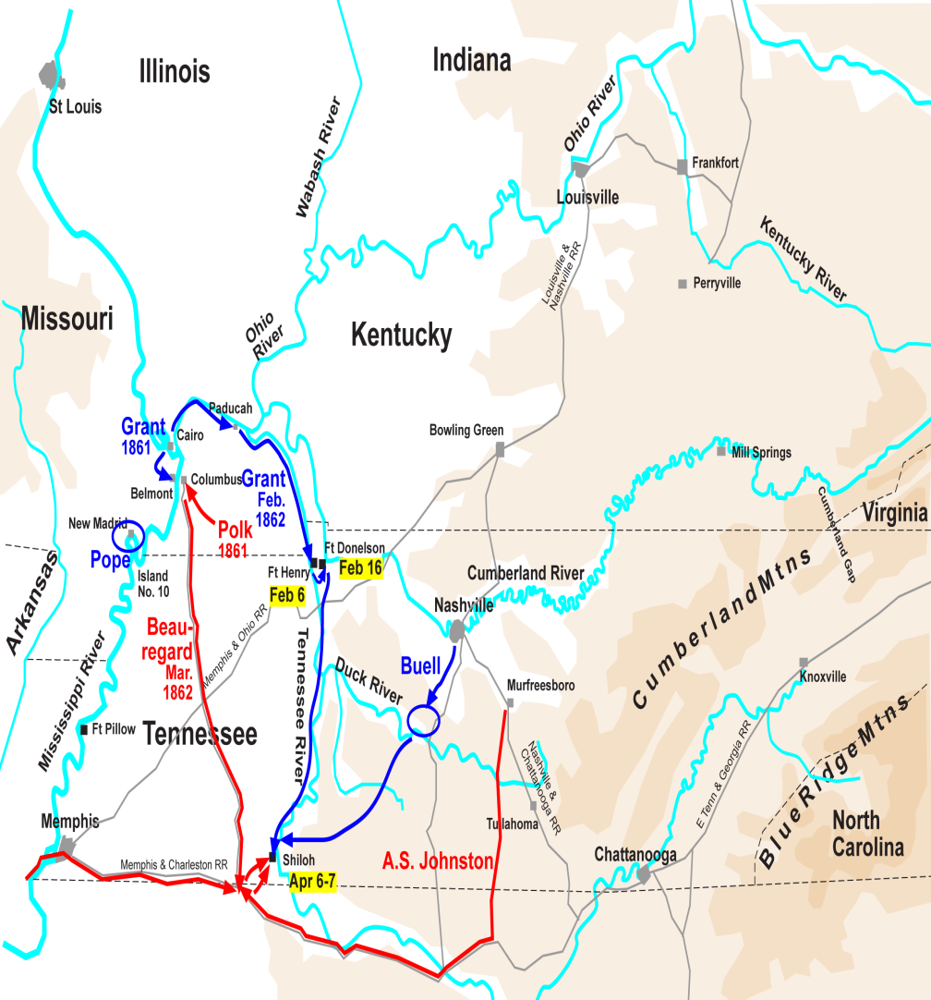 Illinois
Indiana
St Louis
Ohio River
Wabash River
Frankfort
Louisville
Kentucky River
Louisville &
Nashville RR
Perryville
Missouri
Ohio
River
Kentucky
Paducah
Grant
1861
Cairo
Bowling Green
Mill Springs
Columbus
Belmont
Grant
Feb.
1862
Cumberland Gap
Virginia
New Madrid
Polk
1861
Pope
Ft Donelson
Feb 16
Ft Henry
Feb 6
Island
No. 10
Arkansas
Cumberland River
Nashville
Cumberland Mtns
Beau-
regard
Mar.
1862
Memphis & Ohio RR
Tennessee River
Duck River
Buell
Murfreesboro
Knoxville
Mississippi River
Ft Pillow
Tennessee
Nashville &
Chattanooga RR
E Tenn & Georgia RR
Blue Ridge Mtns
Tullahoma
Memphis
North
Carolina
Memphis & Charleston RR
Shiloh
Apr 6-7
A.S. Johnston
Chattanooga